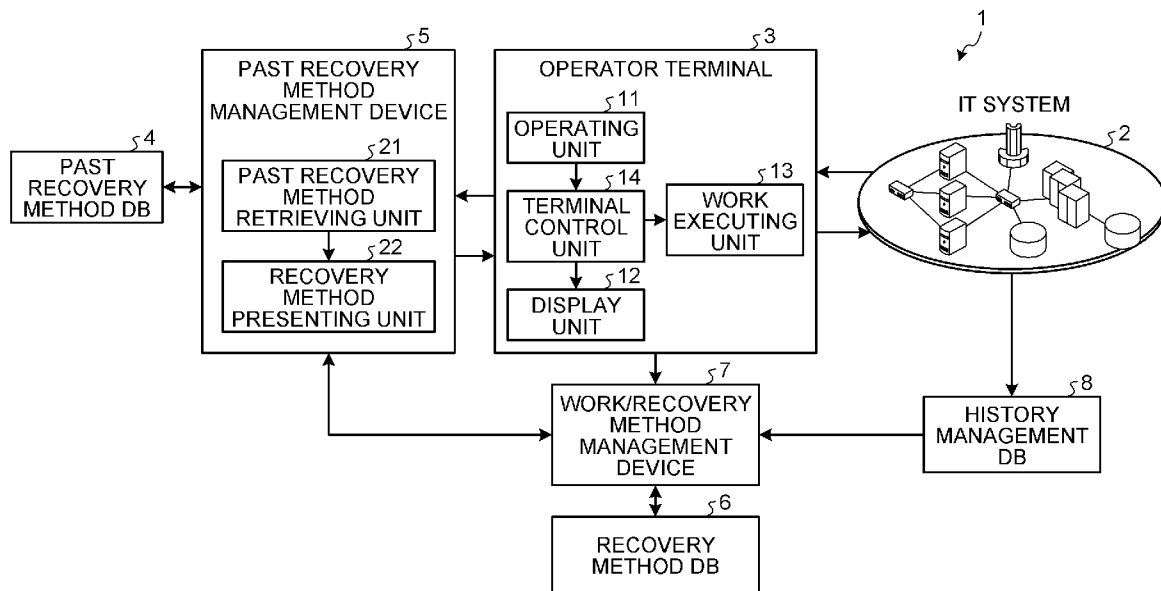 1
5
PAST RECOVERY
METHOD
MANAGEMENT DEVICE
21
PAST RECOVERY
METHOD
RETRIEVING UNIT
22
RECOVERY
METHOD
PRESENTING UNIT
4
PAST
RECOVERY
METHOD DB
3
OPERATOR TERMINAL
11
OPERATING
UNIT
14
TERMINAL
CONTROL
UNIT
13
WORK
EXECUTING
UNIT
12
DISPLAY
UNIT
IT SYSTEM
2
7
WORK/RECOVERY
METHOD
MANAGEMENT
DEVICE
8
HISTORY
MANAGEMENT
DB
6
RECOVERY
METHOD DB